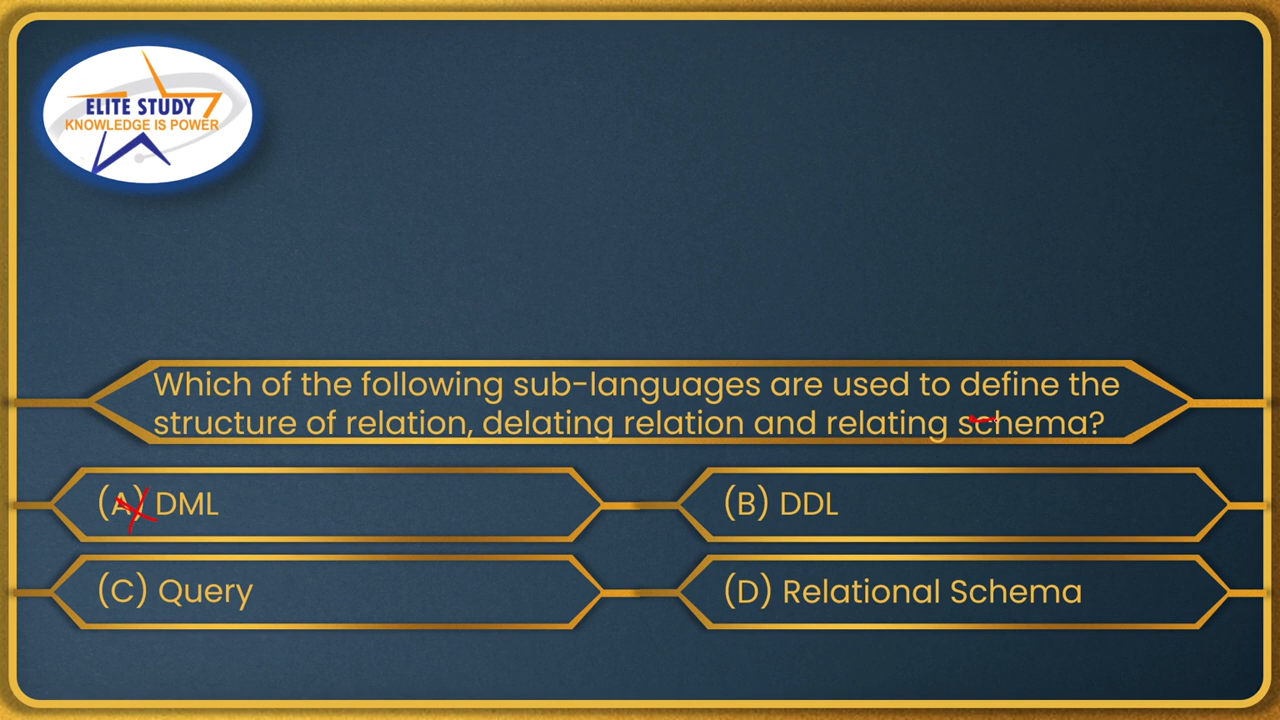 ELITE STUDY
KNOWLEDGE IS POWER
Which of the following sub-languages are used to define the
structure of relation, delating relation and relating schema?
(A) DML
(B) DDL
(C) Query
(D) Relational Schema